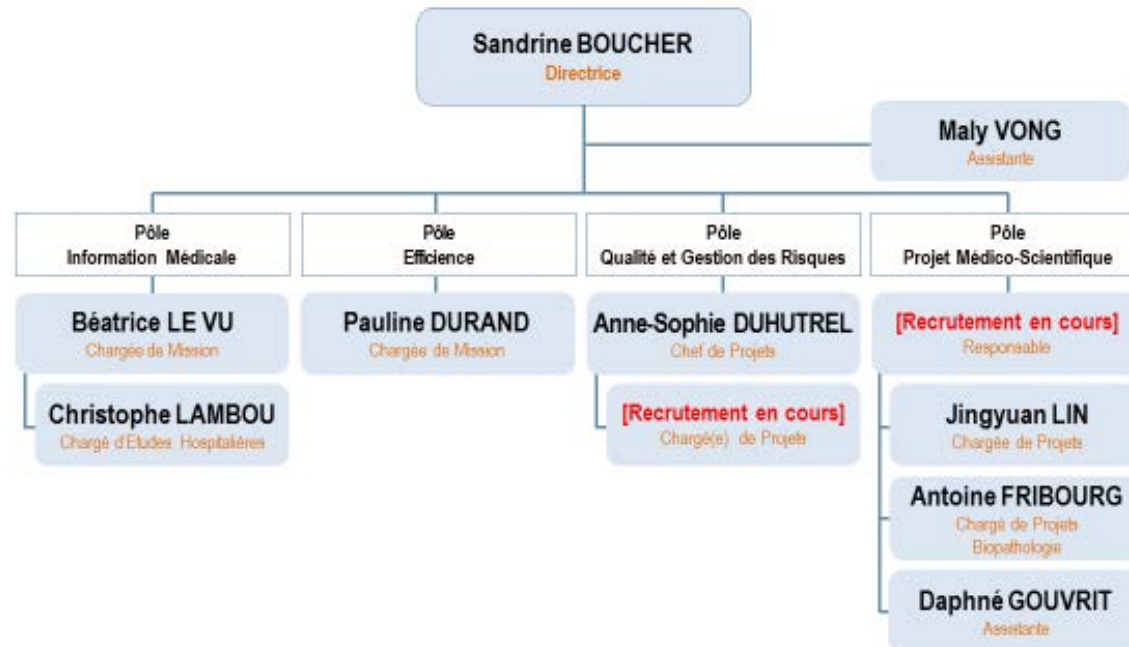 Sandrine BOUCHER
Directrice
Maly VONG
Assistante
Pôle
Information Médicale
Pôle
Efficience
Pôle
Qualité et Gestion des Risques
Pôle
Projet Médico-Scientifique
Béatrice LE VU
Chargée de Mission
Christophe LAMBOU
Chargé d'Etudes Hospitalières
Pauline DURAND
Chargée de Mission
Anne-Sophie DUHUTREL
Chef de Projets
[Recrutement en cours]
Chargé(e) de Projets
[Recrutement en cours]
Responsable
Jingyuan LIN
Chargée de Projets
Antoine FRIBOURG
Chargé de Projets
Biopathologie
Daphné GOUVRIT
Assistante